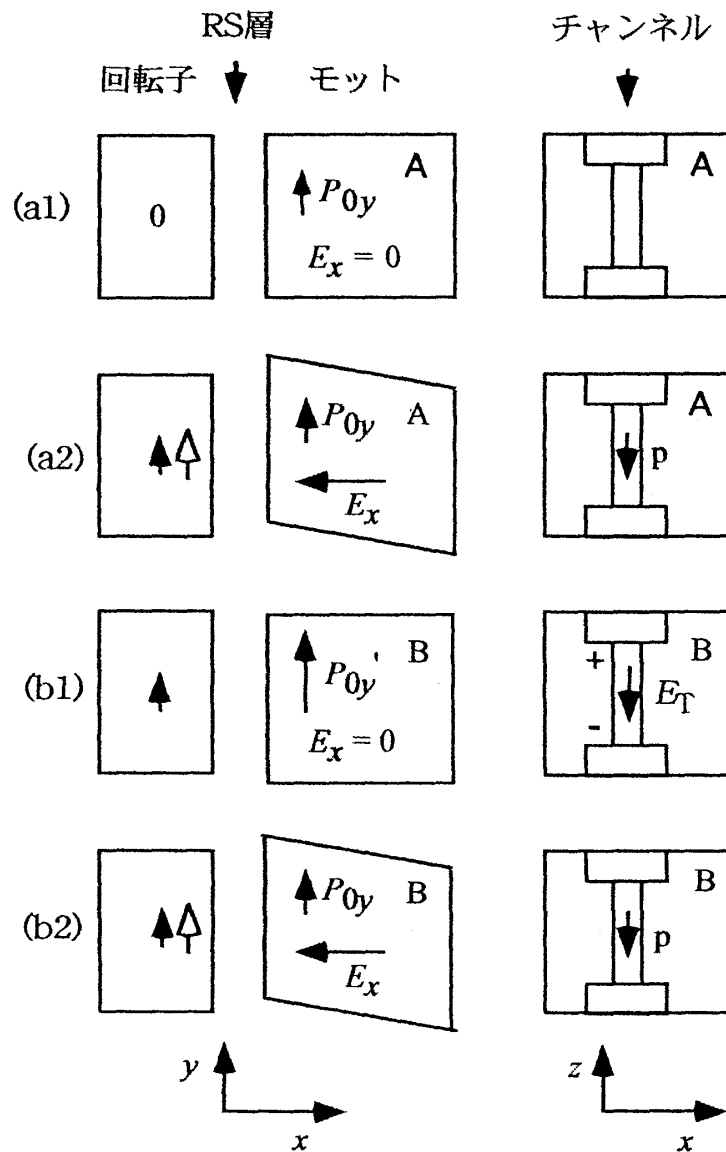 RS層
チャンネル
回転子
モット
(a1)
0
A
P0y
Ex = 0
A
(a2)
P0y
A
Ex
A
p
(b1)
P0y'
B
Ex = 0
B
+
ET
-
(b2)
P0y
B
Ex
B
p
y
x
z
x